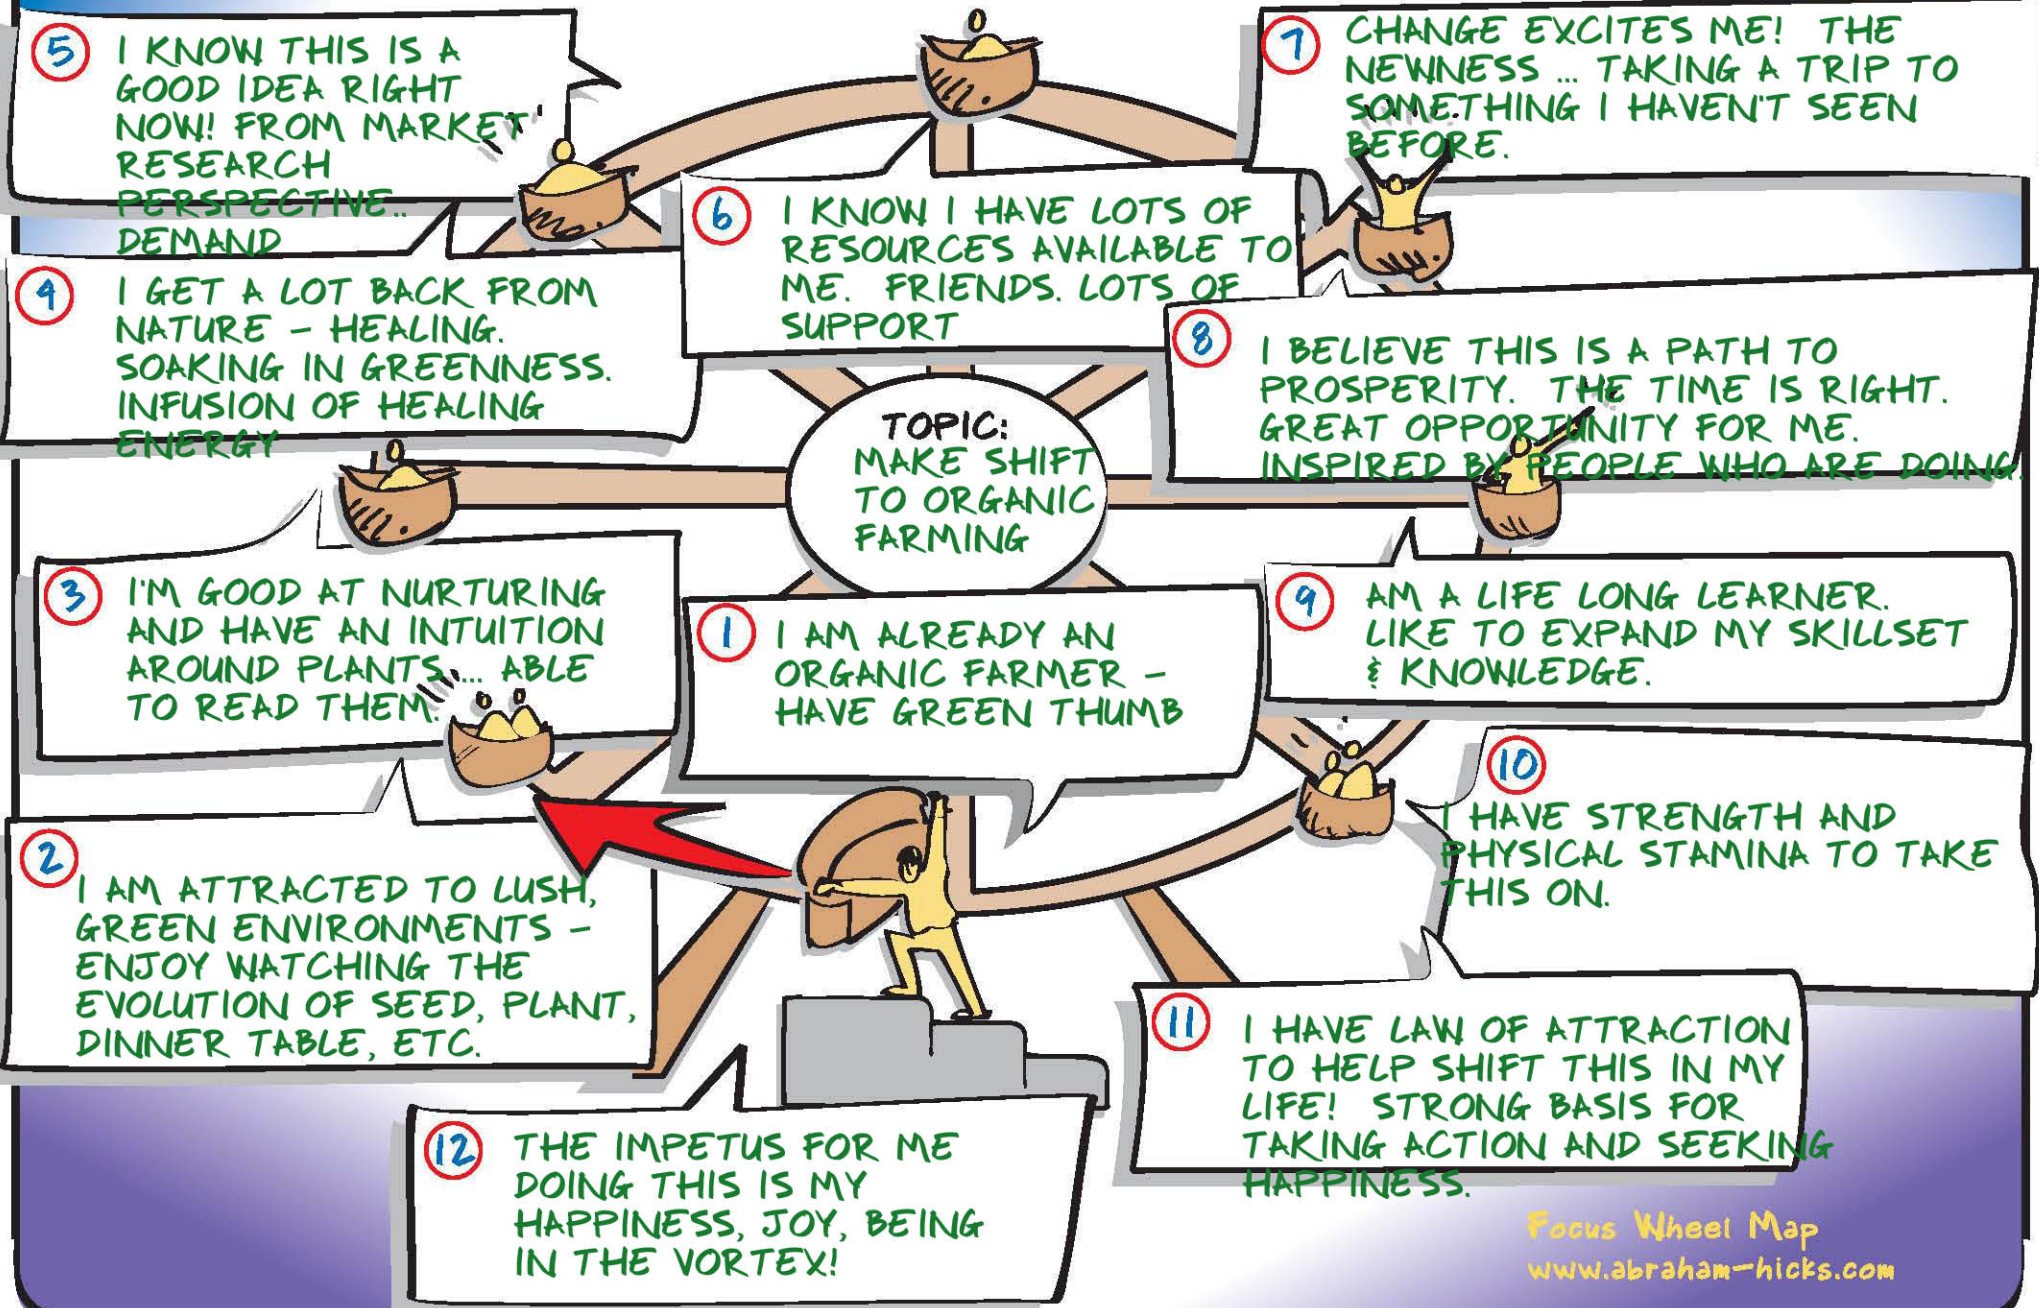 5
I KNOW THIS IS A
GOOD IDEA RIGHT
NOW! FROM MARKET
RESEARCH
PERSPECTIVE..
DEMAND
7
CHANGE EXCITES ME! THE
NEWNESS ... TAKING A TRIP TO
SOMETHING I HAVEN'T SEEN
BEFORE.
6
I KNOW I HAVE LOTS OF
RESOURCES AVAILABLE TO
ME. FRIENDS. LOTS OF
SUPPORT
4
I GET A LOT BACK FROM
NATURE – HEALING.
SOAKING IN GREENNESS.
INFUSION OF HEALING
ENERGY
8
I BELIEVE THIS IS A PATH TO
PROSPERITY. THE TIME IS RIGHT.
GREAT OPPORTUNITY FOR ME.
INSPIRED BY PEOPLE WHO ARE DOING.
TOPIC:
MAKE SHIFT
TO ORGANIC
FARMING
3
I'M GOOD AT NURTURING
AND HAVE AN INTUITION
AROUND PLANTS.... ABLE
TO READ THEM.
1
I AM ALREADY AN
ORGANIC FARMER –
HAVE GREEN THUMB
9
AM A LIFE LONG LEARNER.
LIKE TO EXPAND MY SKILLSET
& KNOWLEDGE.
2
I AM ATTRACTED TO LUSH,
GREEN ENVIRONMENTS –
ENJOY WATCHING THE
EVOLUTION OF SEED, PLANT,
DINNER TABLE, ETC.
10
I HAVE STRENGTH AND
PHYSICAL STAMINA TO TAKE
THIS ON.
11
I HAVE LAW OF ATTRACTION
TO HELP SHIFT THIS IN MY
LIFE! STRONG BASIS FOR
TAKING ACTION AND SEEKING
HAPPINESS.
12
THE IMPETUS FOR ME
DOING THIS IS MY
HAPPINESS, JOY, BEING
IN THE VORTEX!
Focus Wheel Map
www.abraham-hicks.com